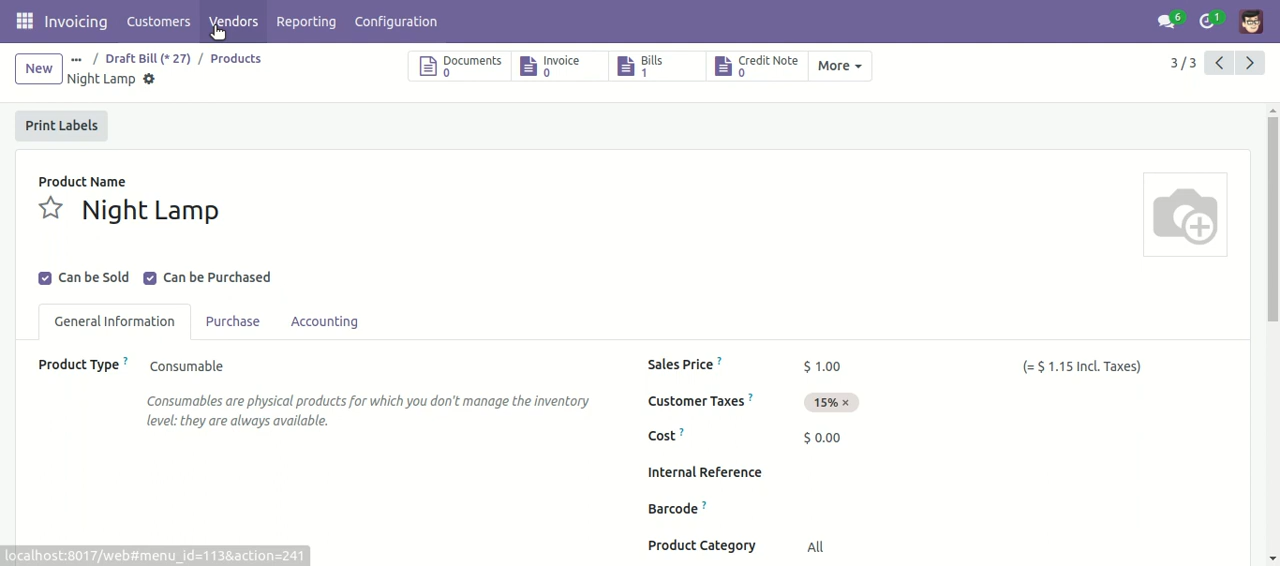 Invoicing Customers Vendors Reporting Configuration 6 1
New ... / Draft Bill (* 27) / Products
Night Lamp
Documents 0
Invoice 0
Bills 1
Credit Note 0
More
3 / 3
Print Labels
Product Name
Night Lamp
Can be Sold Can be Purchased
General Information Purchase Accounting
Product Type ? Consumable
Consumables are physical products for which you don't manage the inventory
level: they are always available.
Sales Price ? $ 1.00 (= $ 1.15 Incl. Taxes)
Customer Taxes ? 15% ×
Cost ? $ 0.00
Internal Reference
Barcode ?
Product Category All
localhost:8017/web#menu_id=113&action=241